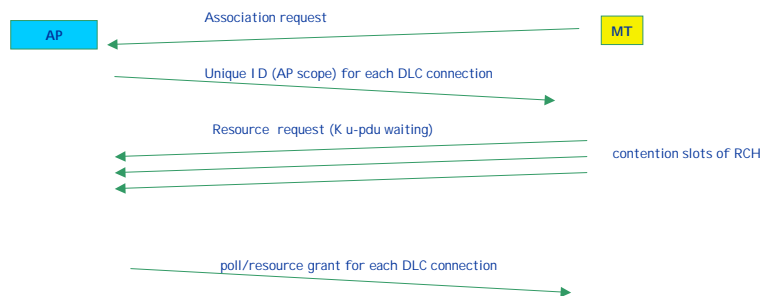 Association request
AP
MT
Unique ID (AP scope) for each DLC connection
Resource request (K u-pdu waiting)
contention slots of RCH
poll/resource grant for each DLC connection